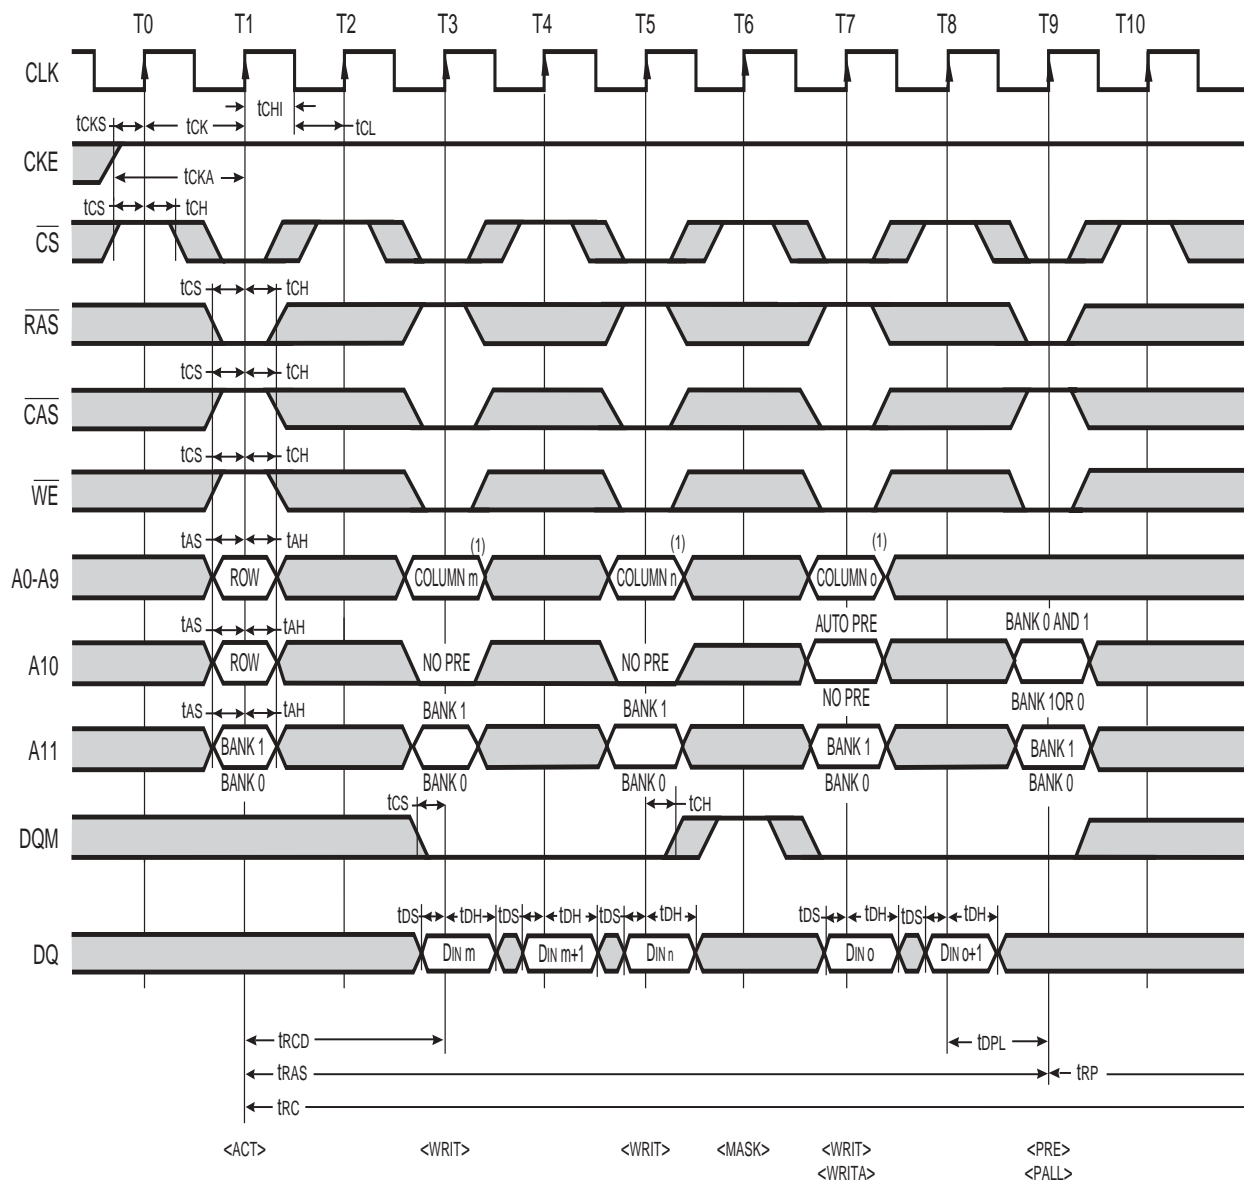 T0 T1 T2 T3 T4 T5 T6 T7 T8 T9 T10
CLK
tCHI
tCKS tCK tCL
CKE
tCKA
tCS tCH
CS
tCS tCH
RAS
tCS tCH
CAS
tCS tCH
WE
tAS tAH (1) (1) (1)
A0-A9 ROW COLUMN m COLUMN n COLUMN o
tAS tAH AUTO PRE BANK 0 AND 1
A10 ROW NO PRE NO PRE
NO PRE BANK 1OR 0
tAS tAH BANK 1 BANK 1
A11 BANK 1 BANK 1 BANK 1
BANK 0 BANK 0 BANK 0 BANK 0 BANK 0
tCS tCH
DQM
tDS tDH tDS tDH tDS tDH tDS tDH tDS tDH
DQ DIN m DIN m+1 DIN n DIN o DIN o+1
tRCD tDPL
tRAS tRP
tRC
<ACT> <WRIT> <WRIT> <MASK> <WRIT> <PRE>
<WRITA> <PALL>